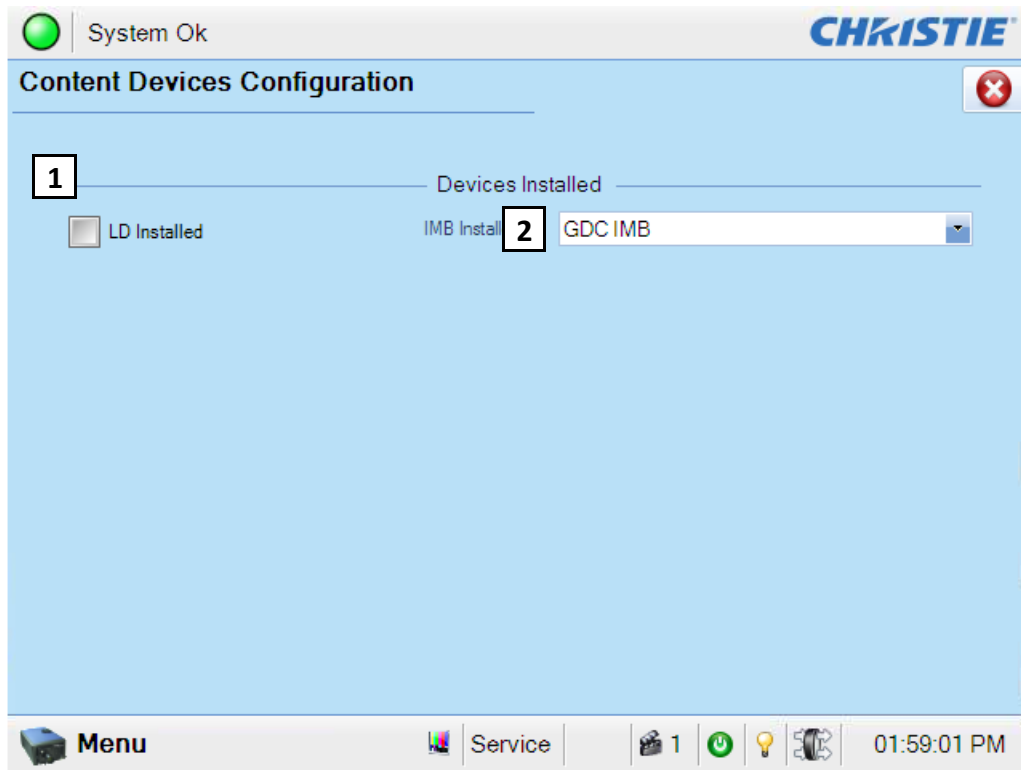 System Ok
CHRISTIE
Content Devices Configuration
1
Devices Installed
LD Installed
IMB Install
2
GDC IMB
Menu
Service
1
01:59:01 PM